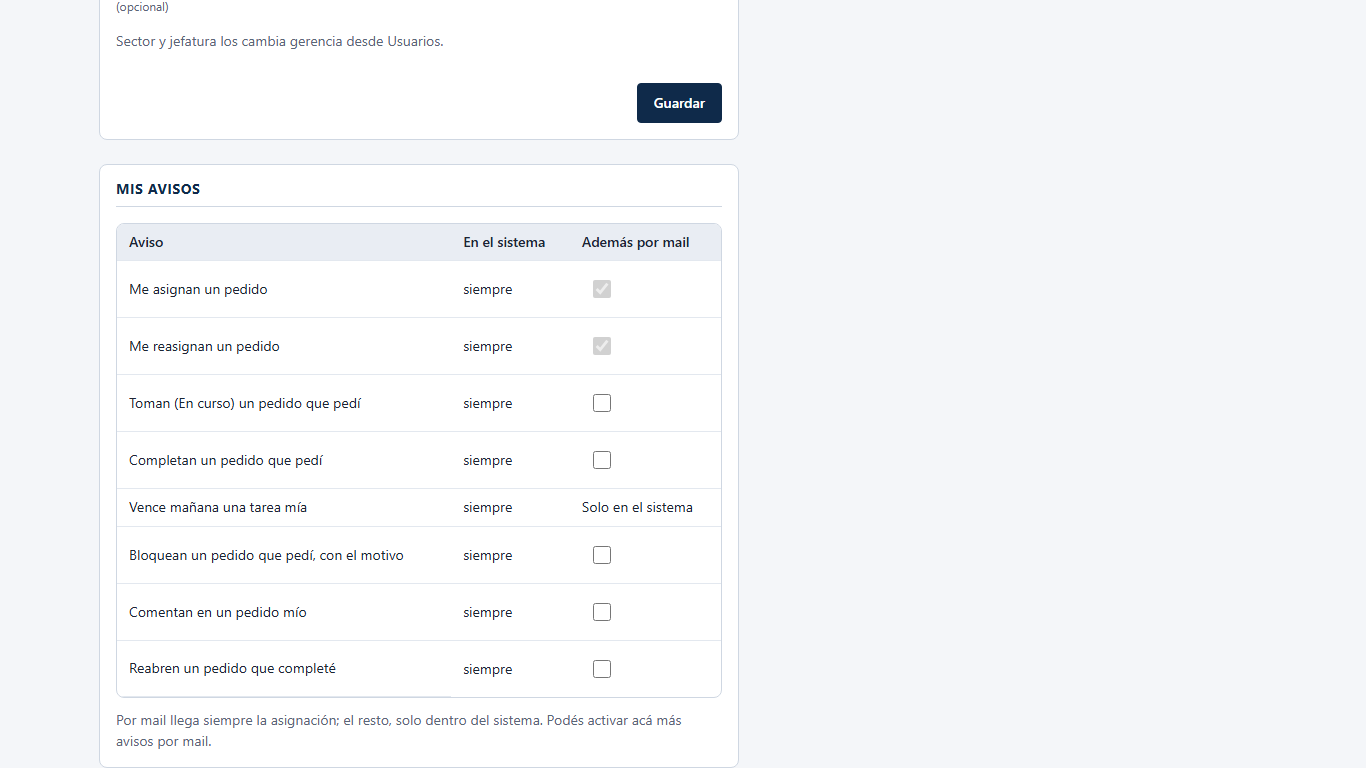 (opcional)
Sector y jefatura los cambia gerencia desde Usuarios.
Guardar
MIS AVISOS
Aviso En el sistema Además por mail
Me asignan un pedido siempre
Me reasignan un pedido siempre
Toman (En curso) un pedido que pedí siempre
Completan un pedido que pedí siempre
Vence mañana una tarea mía siempre Solo en el sistema
Bloquean un pedido que pedí, con el motivo siempre
Comentan en un pedido mío siempre
Reabren un pedido que completé siempre
Por mail llega siempre la asignación; el resto, solo dentro del sistema. Podés activar acá más
avisos por mail.